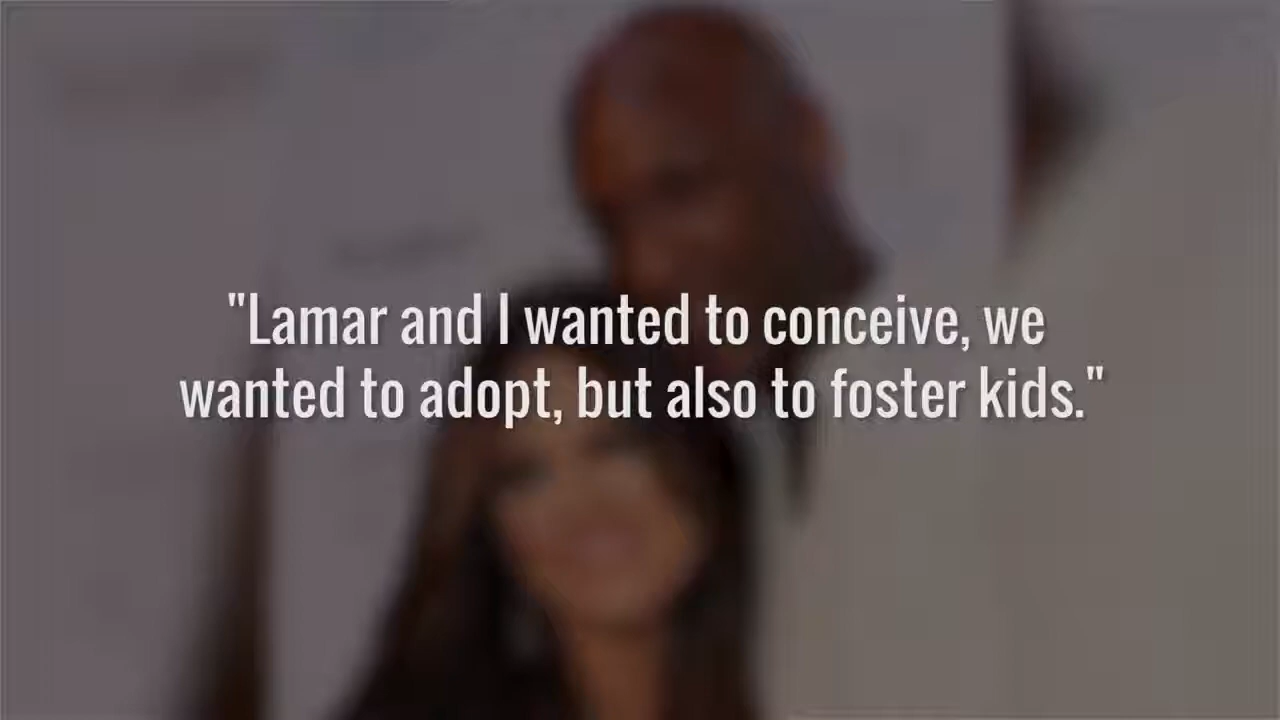 "Lamar and I wanted to conceive, we
wanted to adopt, but also to foster kids."